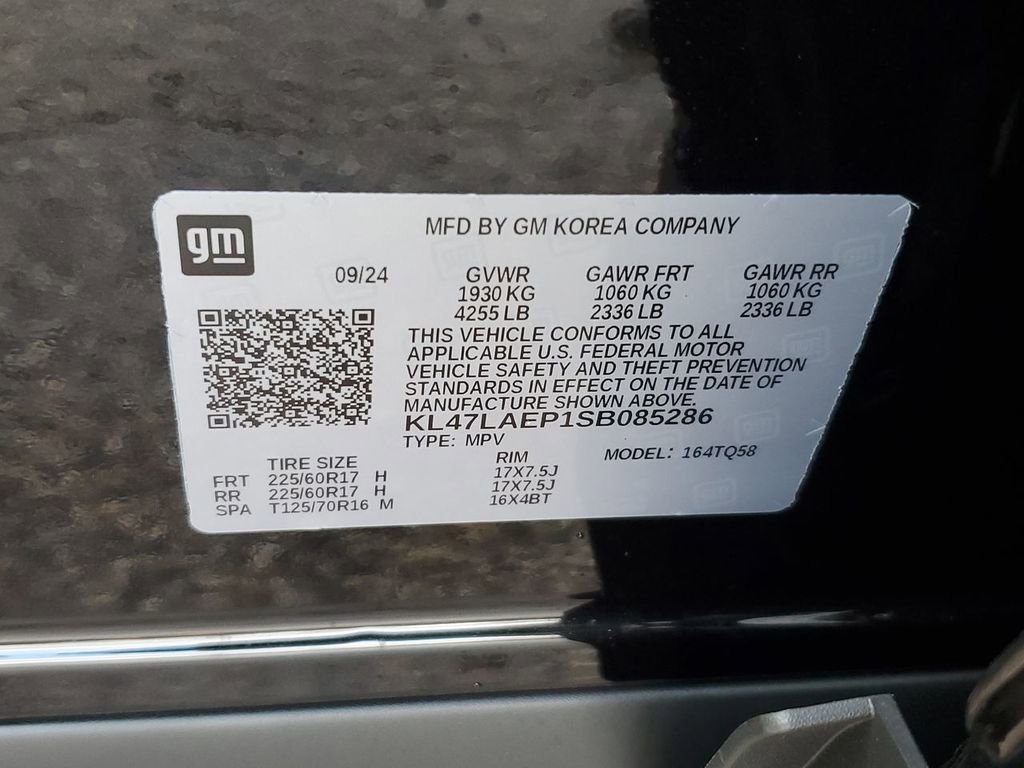 gm
MFD BY GM KOREA COMPANY
09/24 GVWR GAWR FRT GAWR RR
1930 KG 1060 KG 1060 KG
4255 LB 2336 LB 2336 LB
THIS VEHICLE CONFORMS TO ALL
APPLICABLE U.S. FEDERAL MOTOR
VEHICLE SAFETY AND THEFT PREVENTION
STANDARDS IN EFFECT ON THE DATE OF
MANUFACTURE SHOWN ABOVE.
KL47LAEP1SB085286
TYPE: MPV MODEL: 164TQ58
TIRE SIZE RIM
FRT 225/60R17 H 17X7.5J
RR 225/60R17 H 17X7.5J
SPA T125/70R16 M 16X4BT